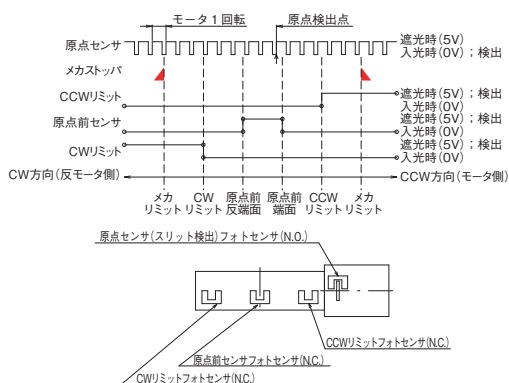 モータ1回転 原点検出点
原点センサ 遮光時(5V)
入光時(0V);検出
メカストッパ
CCWリミット 遮光時(5V);検出
入光時(0V)
原点前センサ 遮光時(5V);検出
入光時(0V)
CWリミット 遮光時(5V);検出
入光時(0V)
CW方向(反モータ側) CCW方向(モータ側)
メカ CW 原点前 原点前 CCW メカ
リミット リミット 反端面 端面 リミット リミット
原点センサ(スリット検出)フォトセンサ(N.O.)
CCWリミットフォトセンサ(N.C.)
原点前センサフォトセンサ(N.C.)
CWリミットフォトセンサ(N.C.)